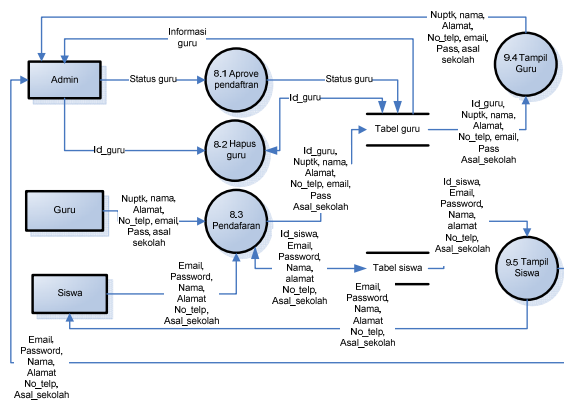 Informasi
guru
Nuptk, nama,
Alamat,
No_telp, email,
Pass, asal
sekolah
9.4 Tampil
Guru
Admin
Status guru
8.1 Aprove
pendaftran
Status guru
Id_guru
Tabel guru
Id_guru,
Nuptk, nama,
Alamat,
No_telp, email,
Pass
Asal_sekolah
Id_guru
8.2 Hapus
guru
Id_guru,
Nuptk, nama,
Alamat,
No_telp, email,
Pass
Asal_sekolah
Guru
Nuptk, nama,
Alamat,
No_telp, email,
Pass, asal
sekolah
8.3
Pendafaran
Id_siswa,
Email,
Password,
Nama,
alamat
No_telp,
Asal_sekolah
Id_siswa,
Email,
Password,
Nama,
alamat
No_telp,
Asal_sekolah
Tabel siswa
9.5 Tampil
Siswa
Siswa
Email,
Password,
Nama,
Alamat
No_telp,
Asal_sekolah
Email,
Password,
Nama,
Alamat
No_telp,
Asal_sekolah
Email,
Password,
Nama,
Alamat
No_telp,
Asal_sekolah